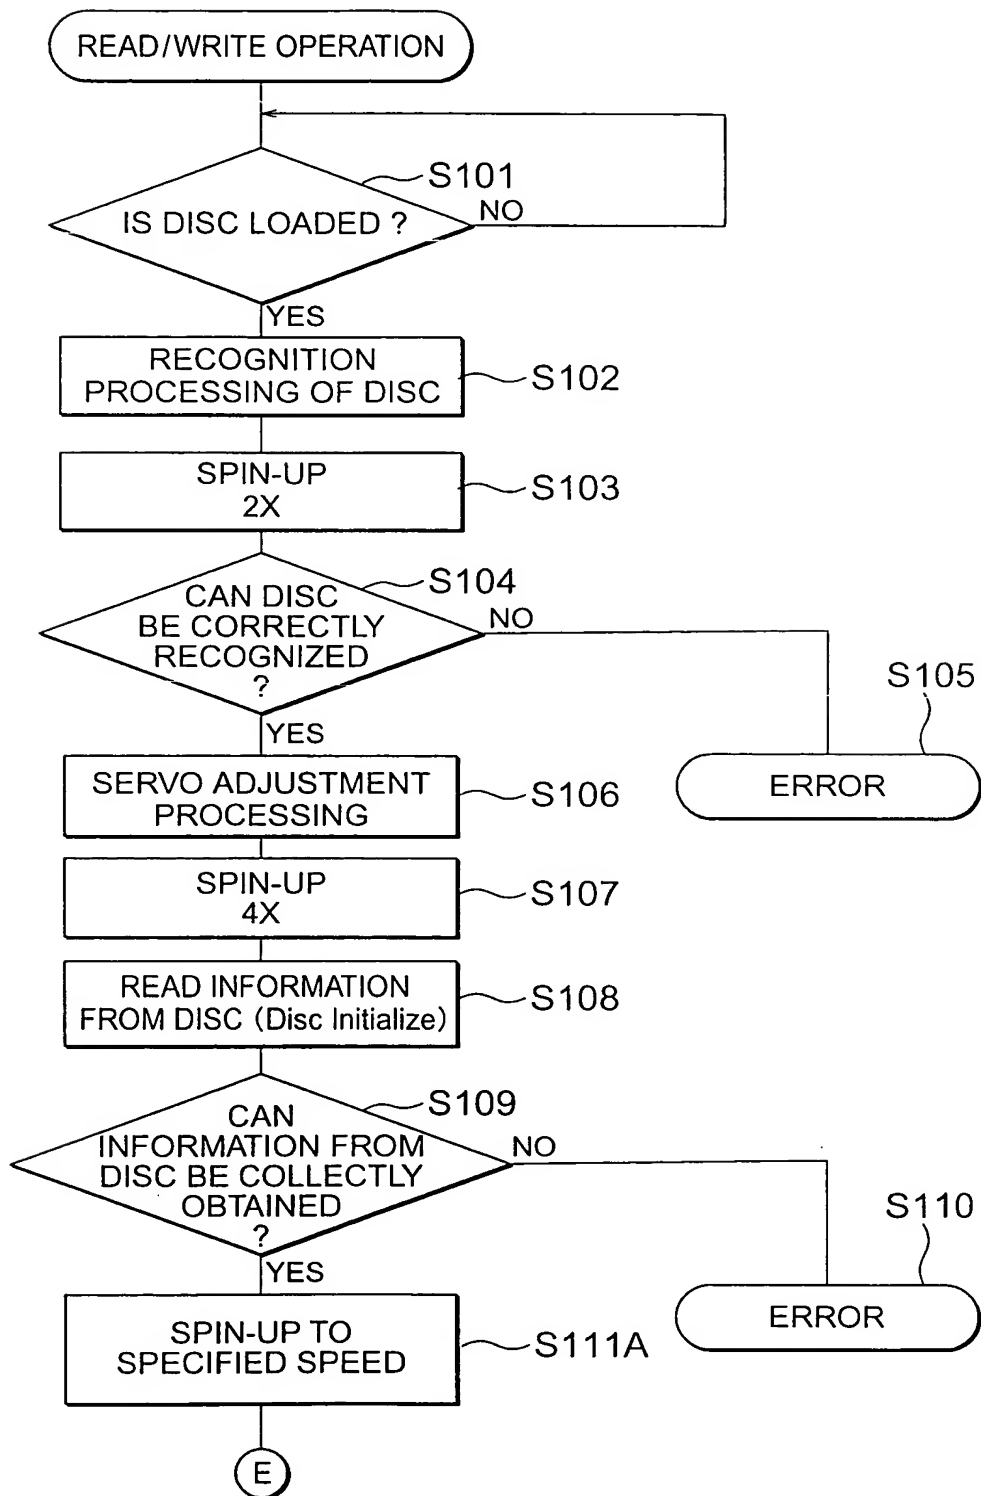 READ/WRITE OPERATION
S101
IS DISC LOADED ?
NO
YES
RECOGNITION
PROCESSING OF DISC
S102
SPIN-UP
2X
S103
S104
CAN DISC
BE CORRECTLY
RECOGNIZED
?
NO
YES
S105
ERROR
SERVO ADJUSTMENT
PROCESSING
S106
SPIN-UP
4X
S107
READ INFORMATION
FROM DISC (Disc Initialize)
S108
S109
CAN
INFORMATION FROM
DISC BE COLLECTLY
OBTAINED
?
NO
YES
S110
ERROR
SPIN-UP TO
SPECIFIED SPEED
S111A
E